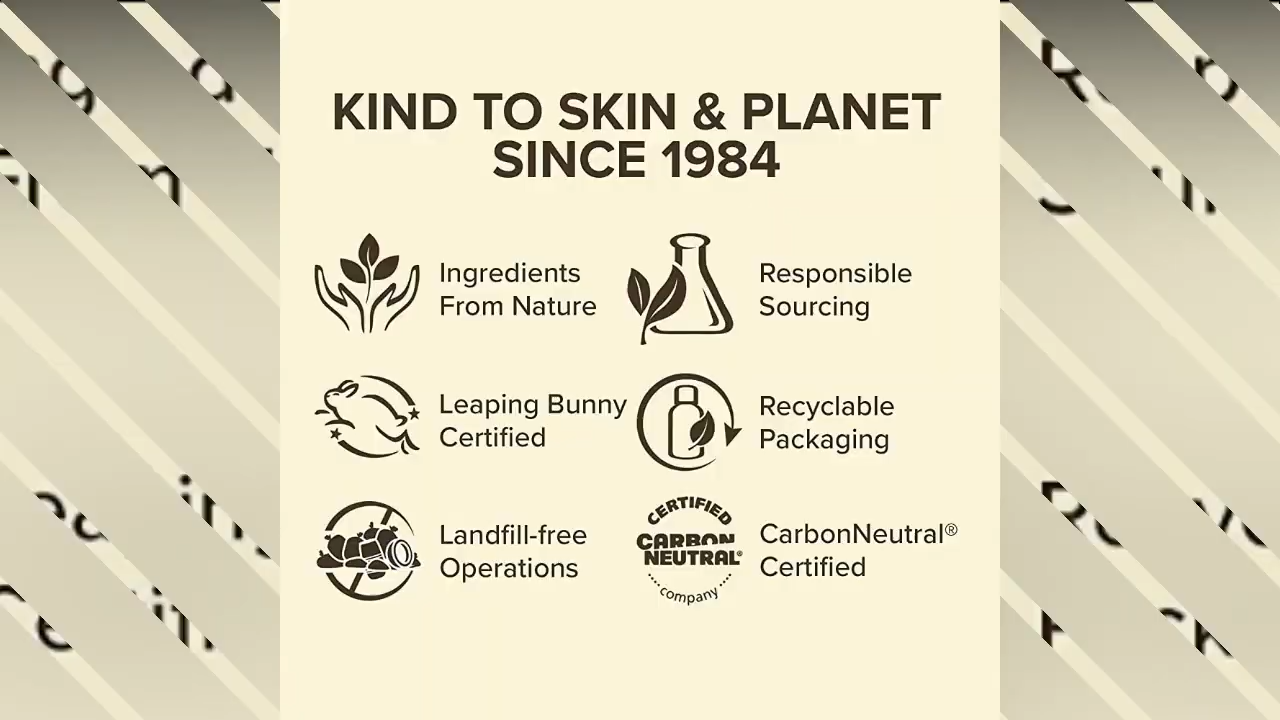 KIND TO SKIN & PLANET
SINCE 1984
Ingredients
From Nature
Responsible
Sourcing
Leaping Bunny
Certified
Recyclable
Packaging
Landfill-free
Operations
CERTIFIED
CARBON
NEUTRAL®
company
CarbonNeutral®
Certified